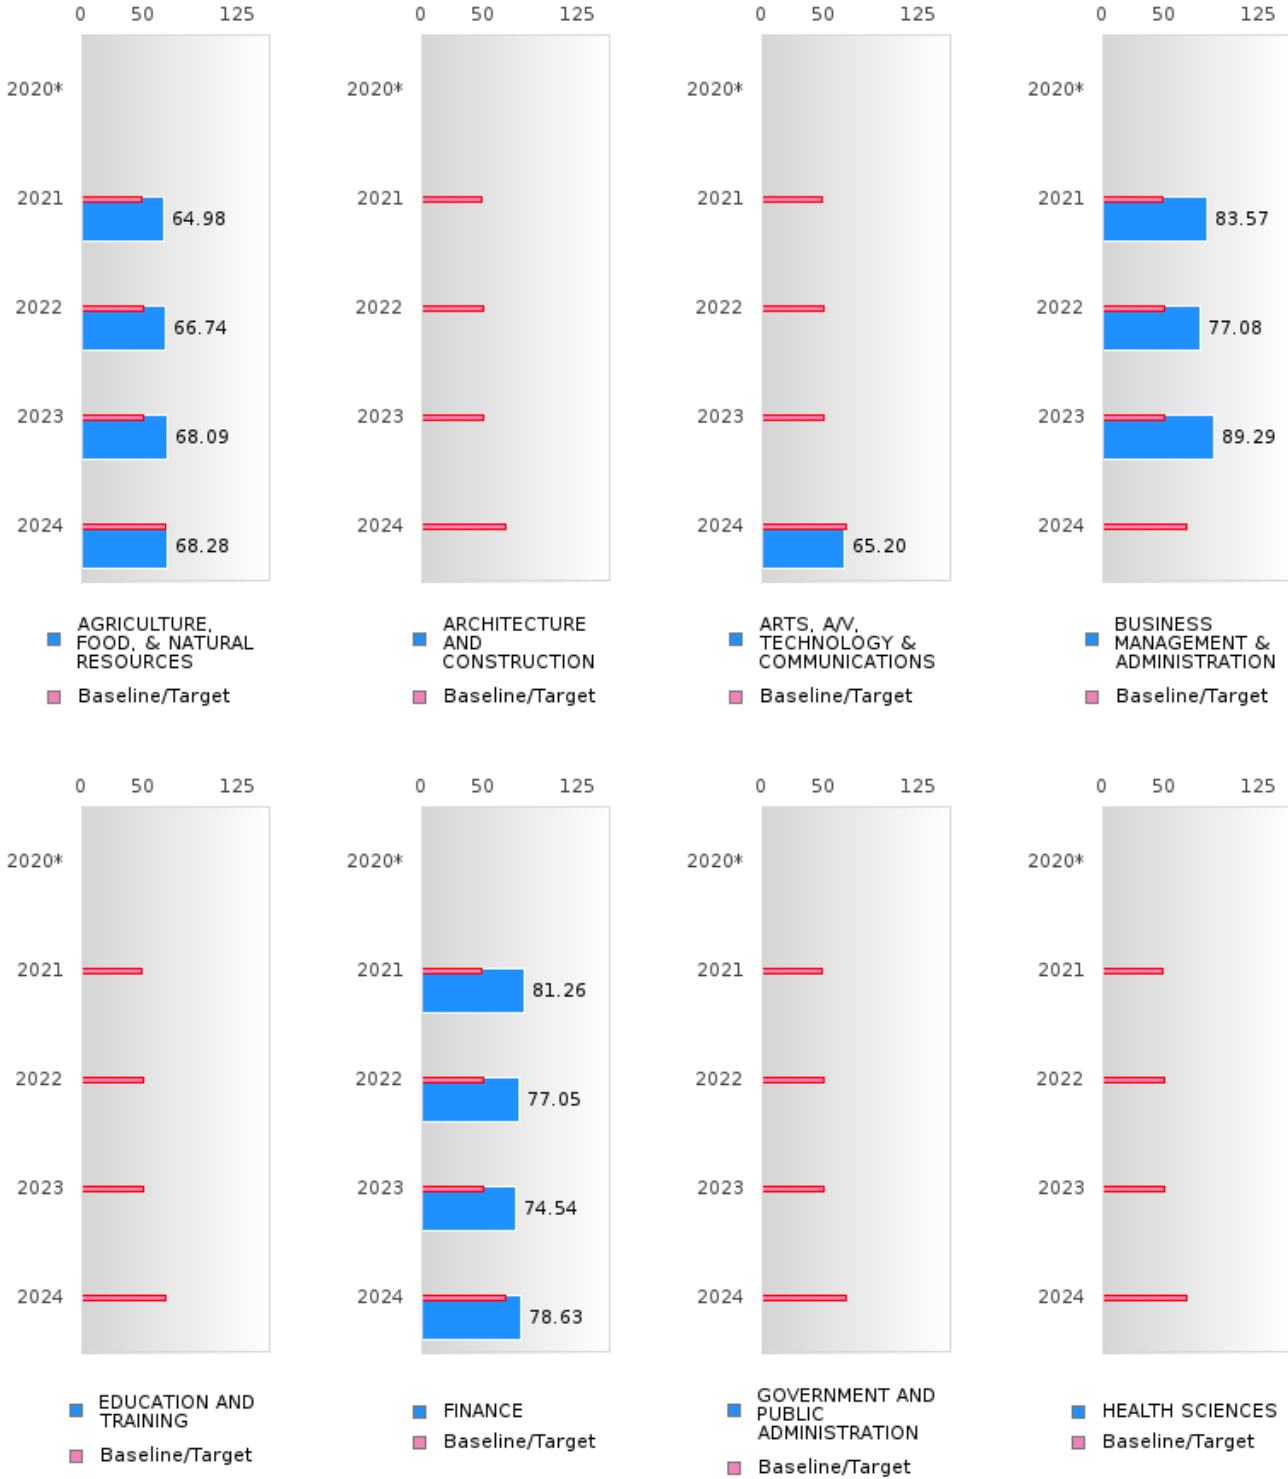 0 50 125 0 50 125 0 50 125 0 50 125
2020* 2020* 2020* 2020*
2021 64.98 2021 2021 2021 83.57
2022 66.74 2022 2022 2022 77.08
2023 68.09 2023 2023 2023 89.29
2024 68.28 2024 2024 65.20 2024
AGRICULTURE,
FOOD, & NATURAL
RESOURCES
Baseline/Target
ARCHITECTURE
AND
CONSTRUCTION
Baseline/Target
ARTS, A/V,
TECHNOLOGY &
COMMUNICATIONS
Baseline/Target
BUSINESS
MANAGEMENT &
ADMINISTRATION
Baseline/Target
0 50 125 0 50 125 0 50 125 0 50 125
2020* 2020* 2020* 2020*
2021 2021 81.26 2021 2021
2022 2022 77.05 2022 2022
2023 2023 74.54 2023 2023
2024 2024 78.63 2024 2024
EDUCATION AND
TRAINING
Baseline/Target
FINANCE
Baseline/Target
GOVERNMENT AND
PUBLIC
ADMINISTRATION
Baseline/Target
HEALTH SCIENCES
Baseline/Target